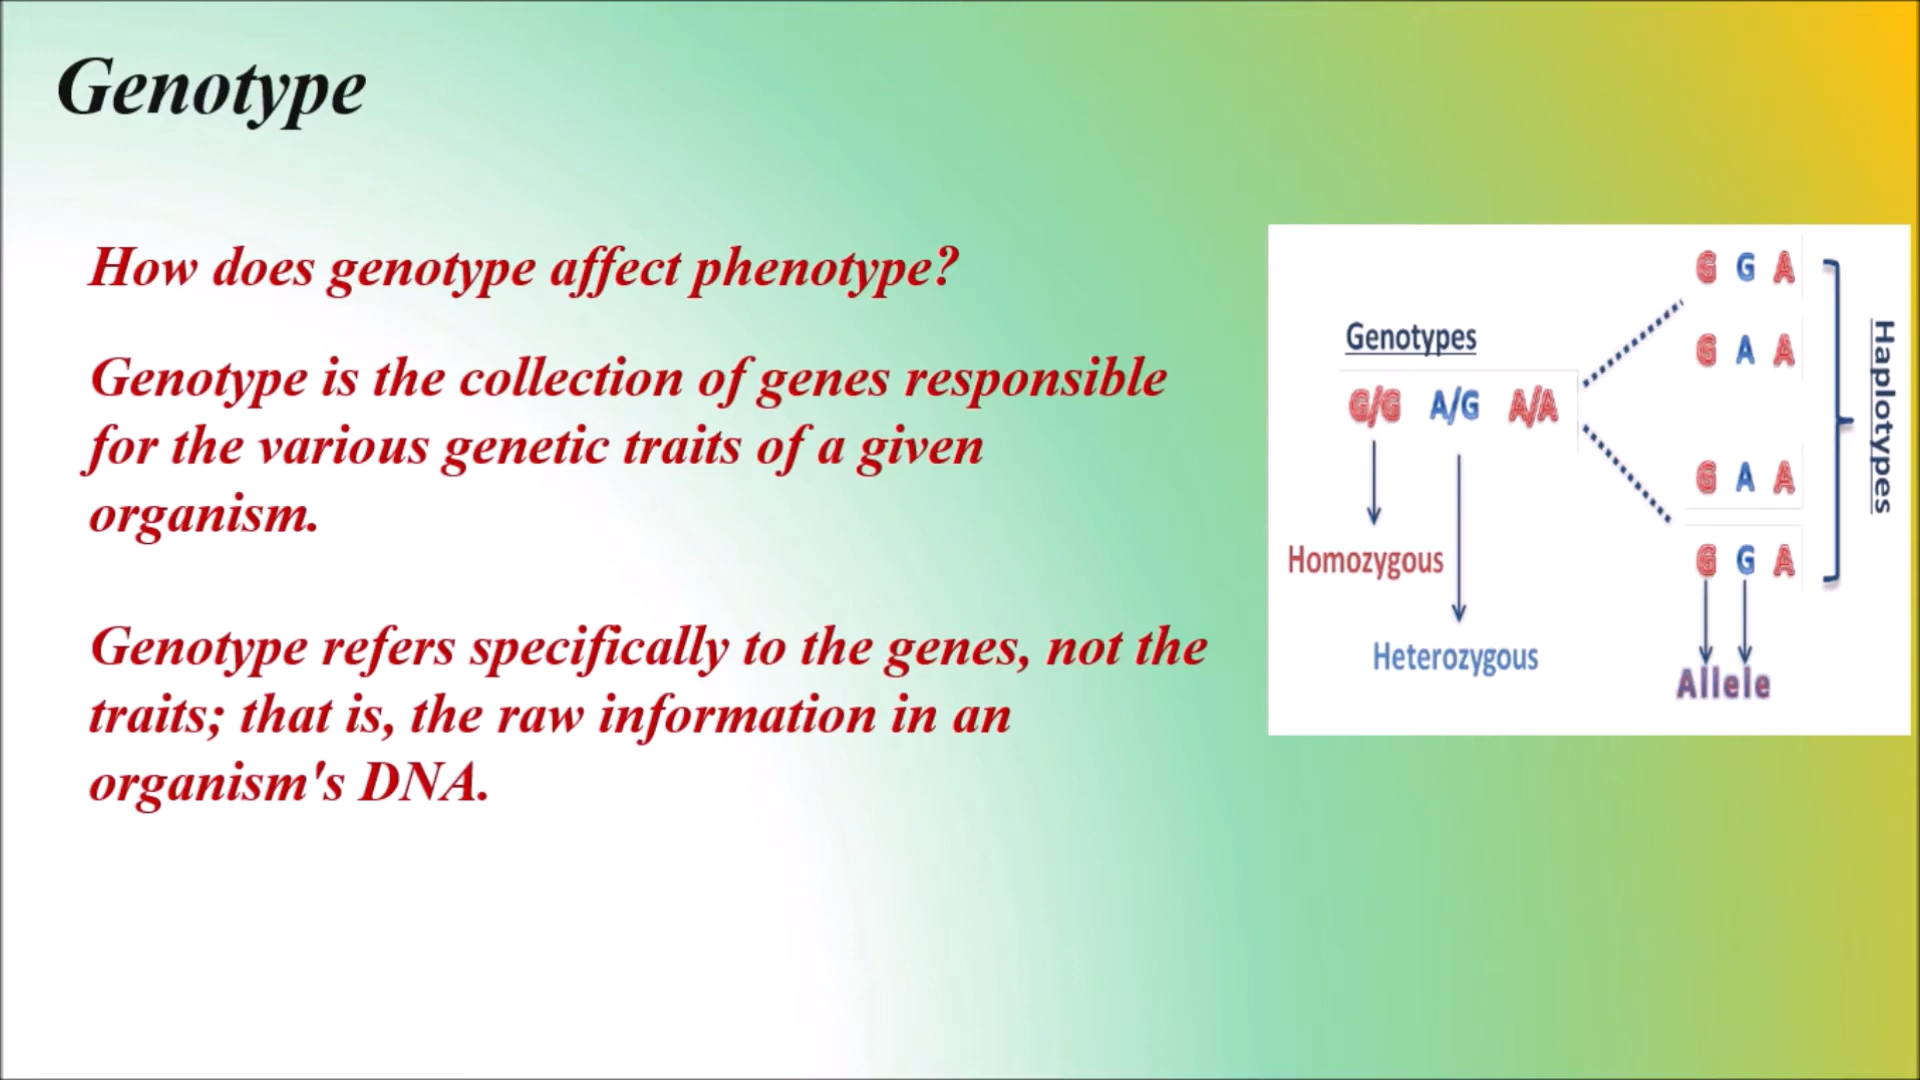 Genotype
How does genotype affect phenotype?
Genotype is the collection of genes responsible
for the various genetic traits of a given
organism.
Genotype refers specifically to the genes, not the
traits; that is, the raw information in an
organism's DNA.
Genotypes
G/G A/G A/A
Homozygous
Heterozygous
G G A
G A A
G A A
G G A
Allele
Haplotypes